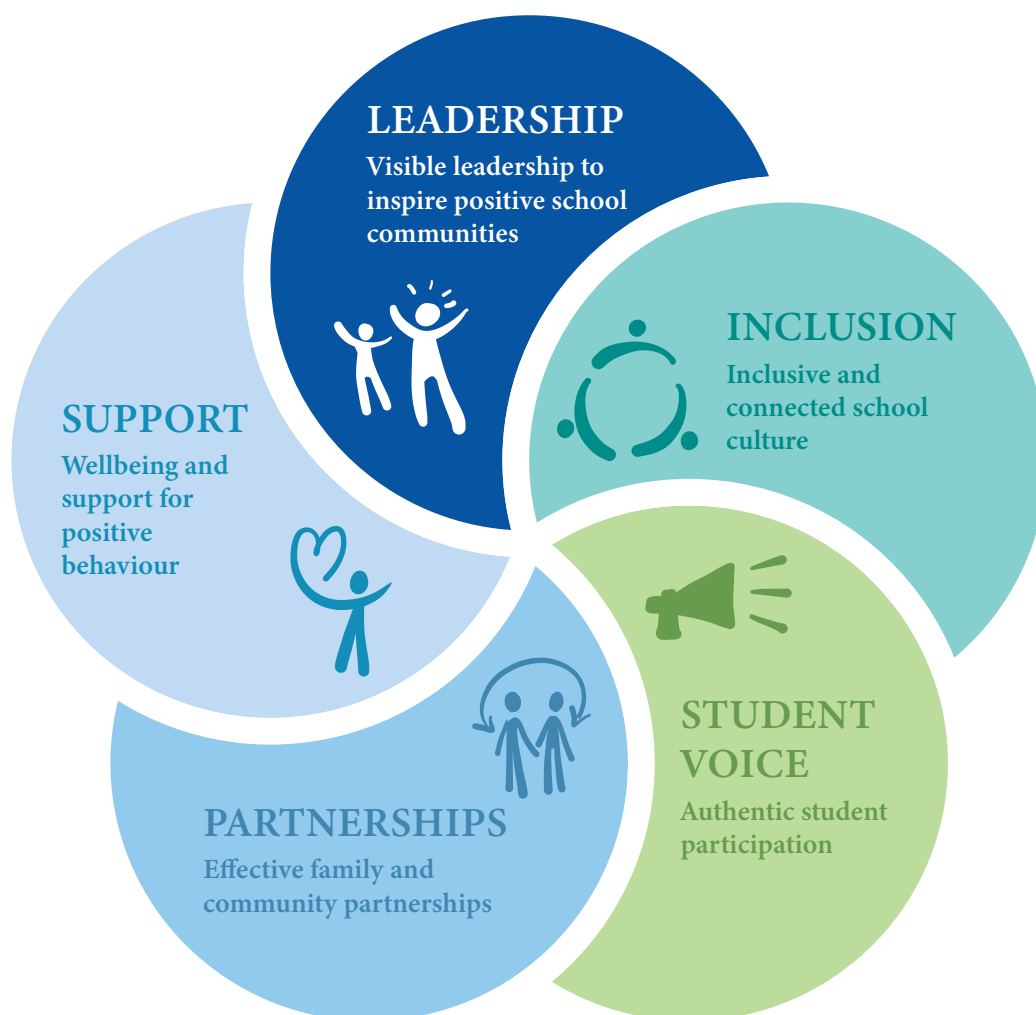 LEADERSHIP
Visible leadership to
inspire positive school
communities
INCLUSION
Inclusive and
connected school
culture
STUDENT
VOICE
Authentic student
participation
PARTNERSHIPS
Effective family and
community partnerships
SUPPORT
Wellbeing and
support for
positive
behaviour